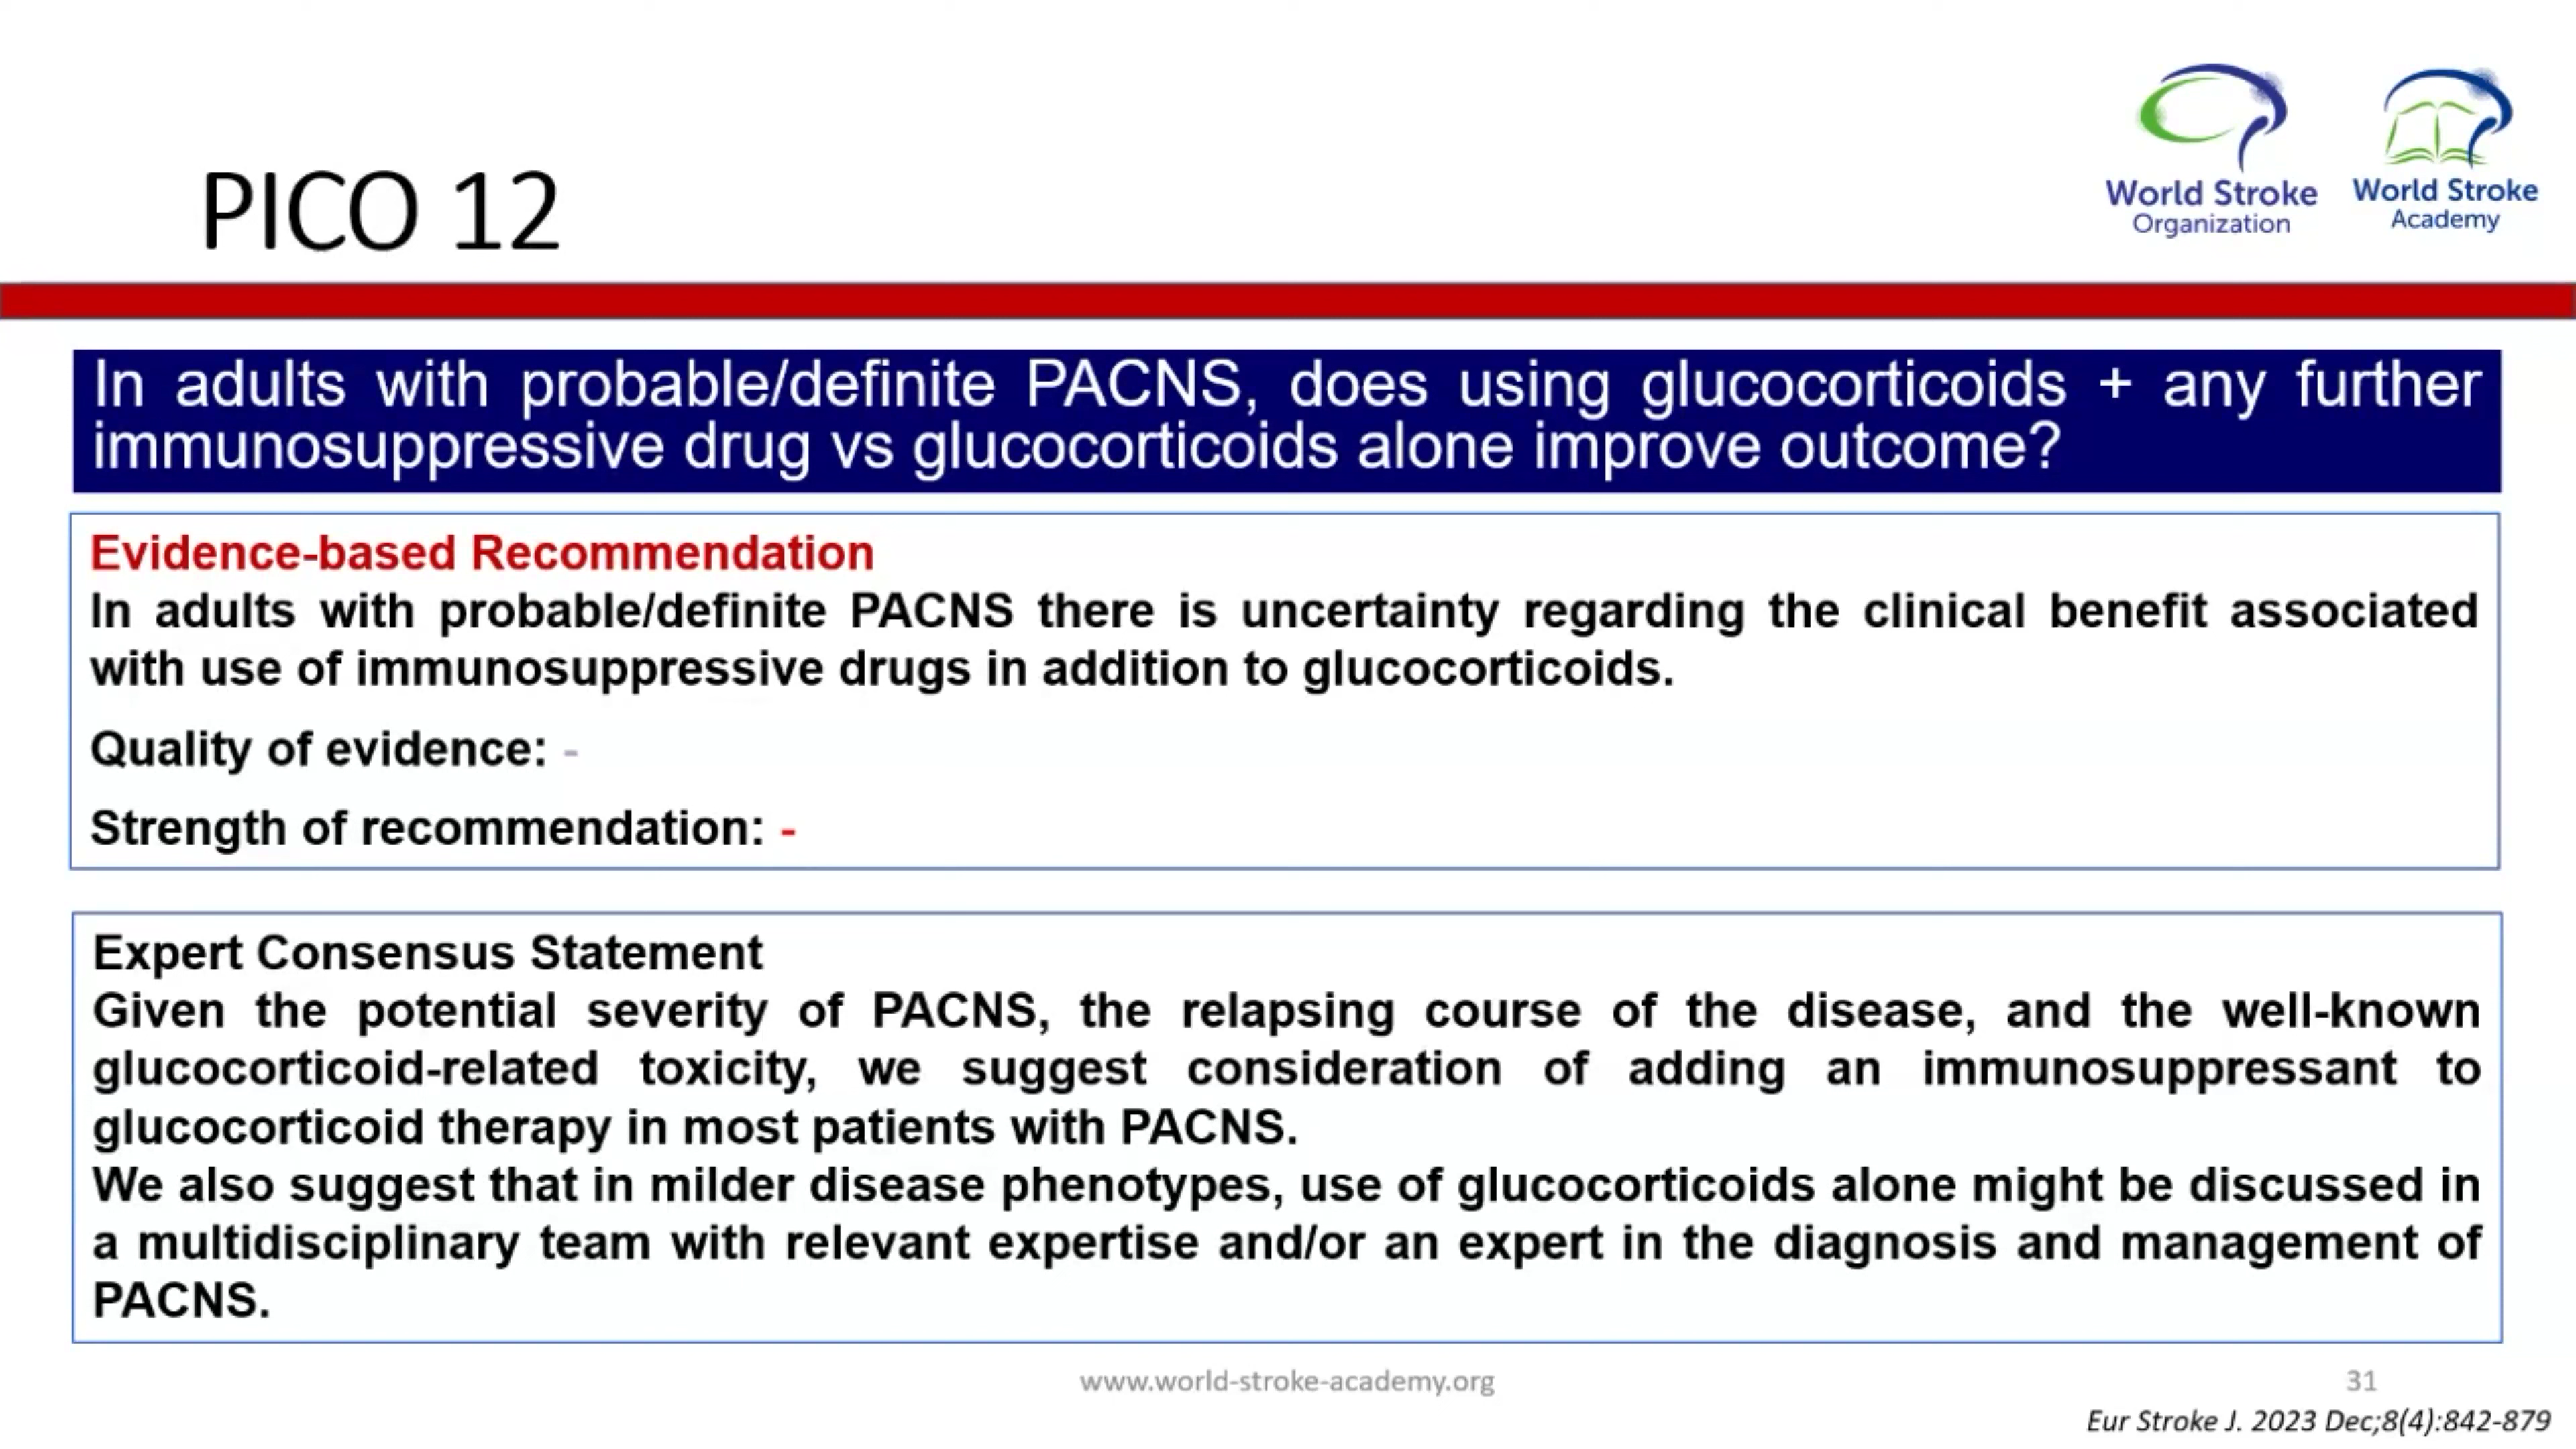 World Stroke
Organization
World Stroke
Academy
PICO 12
In adults with probable/definite PACNS, does using glucocorticoids + any further
immunosuppressive drug vs glucocorticoids alone improve outcome?
Evidence-based Recommendation
In adults with probable/definite PACNS there is uncertainty regarding the clinical benefit associated
with use of immunosuppressive drugs in addition to glucocorticoids.
Quality of evidence: -
Strength of recommendation: -
Expert Consensus Statement
Given the potential severity of PACNS, the relapsing course of the disease, and the well-known
glucocorticoid-related toxicity, we suggest consideration of adding an immunosuppressant to
glucocorticoid therapy in most patients with PACNS.
We also suggest that in milder disease phenotypes, use of glucocorticoids alone might be discussed in
a multidisciplinary team with relevant expertise and/or an expert in the diagnosis and management of
PACNS.
www.world-stroke-academy.org
31
Eur Stroke J. 2023 Dec;8(4):842-879